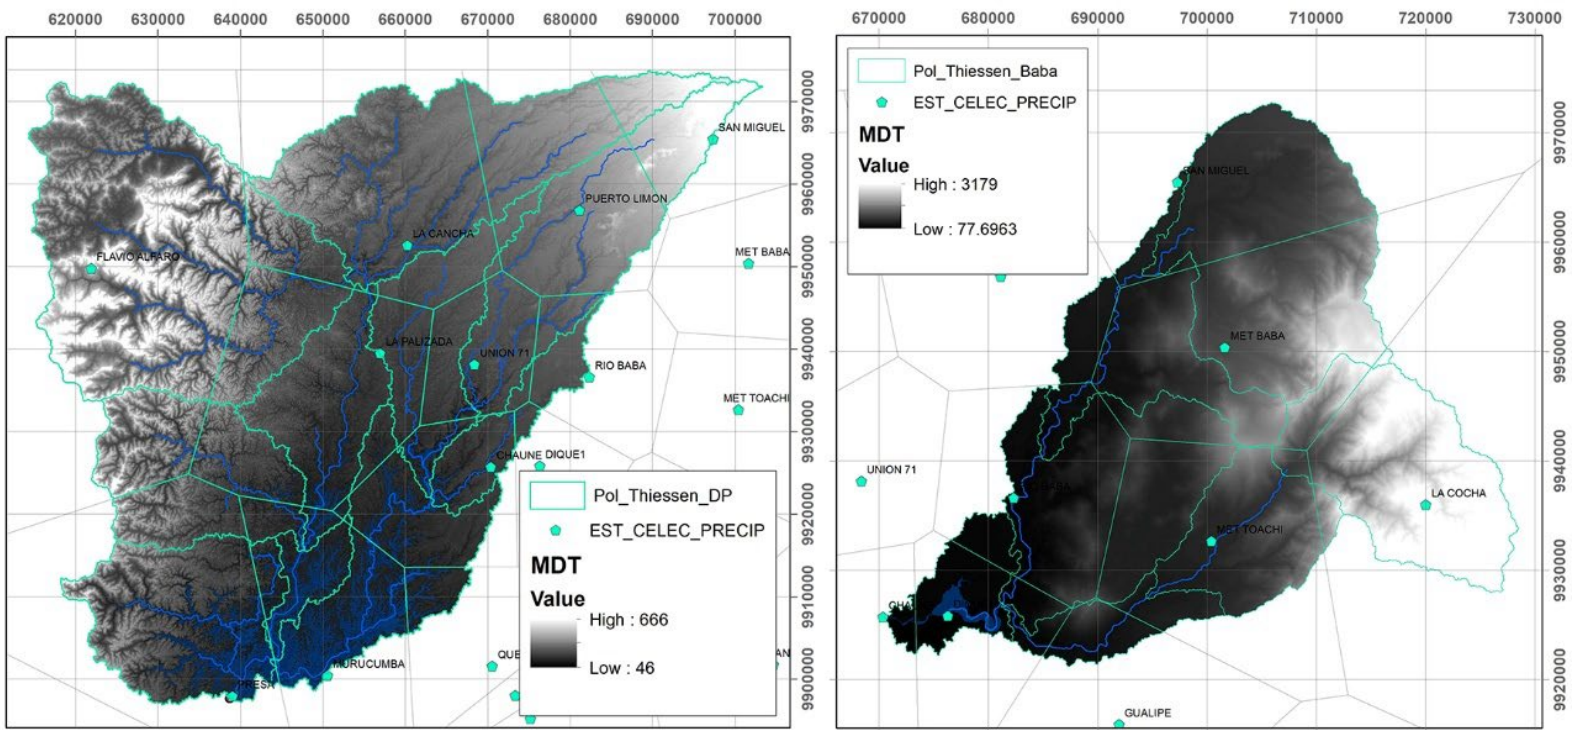 620000 630000 640000 650000 660000 670000 680000 690000 700000
9970000
SAN MIGUEL
9960000
PUERTO LIMON
LA CANCHA
MET BABA
9950000
FLAVIO ALFARO
9940000
LA PALIZADA
UNION 71
RIO BABA
MET TOACHI
9930000
CHAUNE DIQUE1
9920000
Pol_Thiessen_DP
EST_CELEC_PRECIP
MDT
Value
High : 666
Low : 46
9910000
9900000
MURUCUMBA
QUE
AN
PRESA
670000 680000 690000 700000 710000 720000 730000
Pol_Thiessen_Baba
EST_CELEC_PRECIP
MDT
Value
High : 3179
Low : 77.6963
9970000
SAN MIGUEL
9960000
MET BABA
9950000
UNION 71
9940000
LA COCHA
MET TOACHI
9930000
9920000
GUALIPE